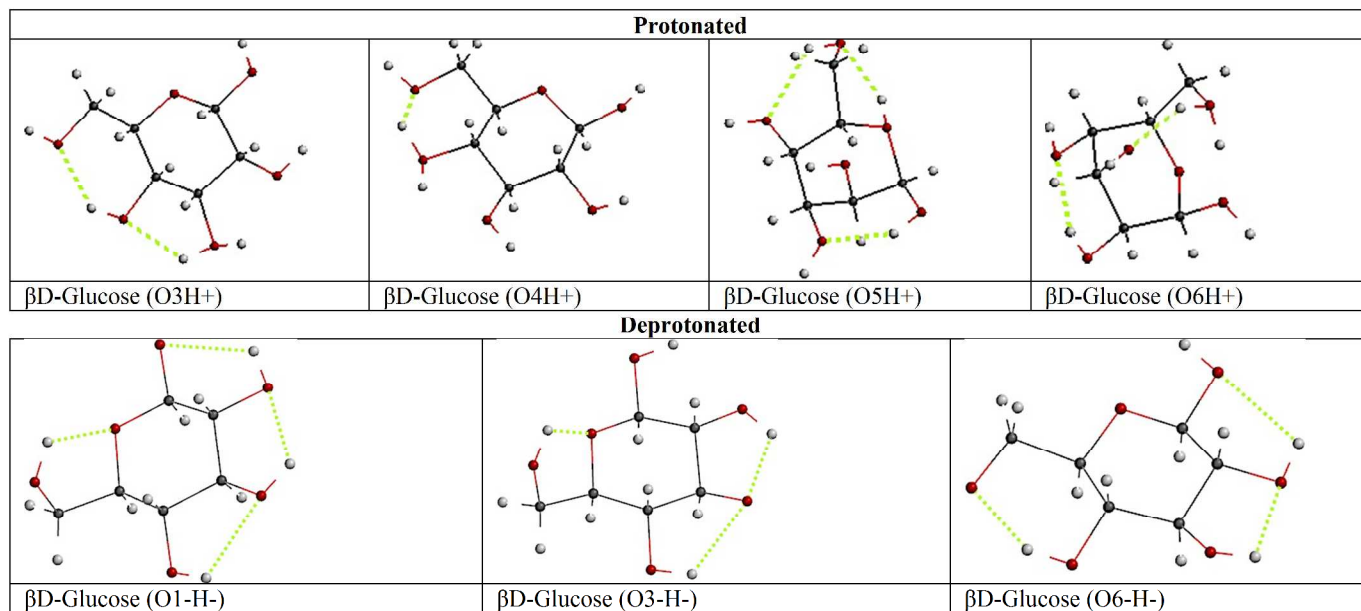 Protonated
βD-Glucose (O3H+)
βD-Glucose (O4H+)
βD-Glucose (O5H+)
βD-Glucose (O6H+)
Deprotonated
βD-Glucose (O1-H-)
βD-Glucose (O3-H-)
βD-Glucose (O6-H-)